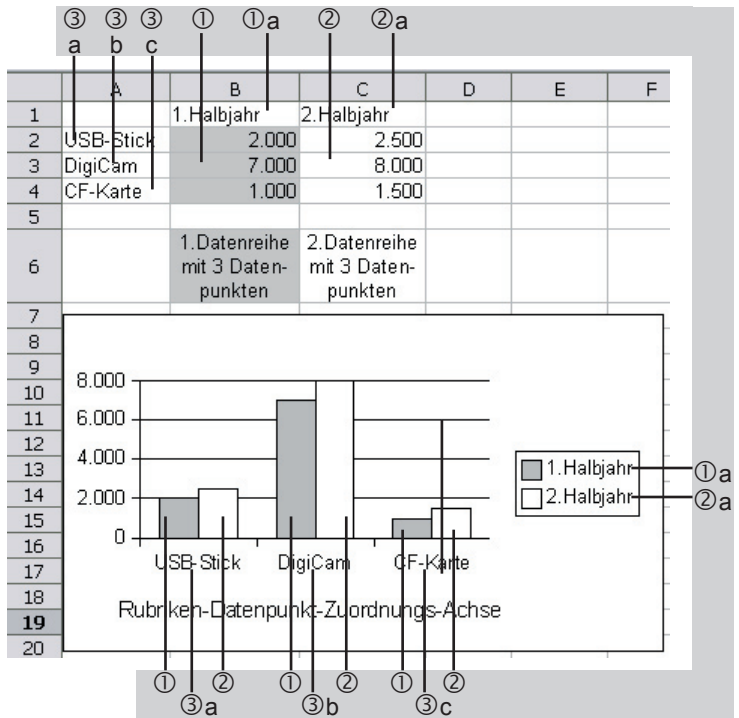 ③ ③ ③ ① ①a ② ②a
a b c
A B C D E F
1 1.Halbjahr 2.Halbjahr
2 USB-Stick 2.000 2.500
3 DigiCam 7.000 8.000
4 CF-Karte 1.000 1.500
5
1.Datenreihe 2.Datenreihe
6 mit 3 Daten- mit 3 Daten-
punkten punkten
7
8
9
10 8.000
11 6.000
12
13 4.000 1.Halbjahr ①a
14 2.000 2.Halbjahr ②a
15
16 0
17 USB-Stick DigiCam CF-Karte
18
19 Rubriken-Datenpunkt-Zuordnungs-Achse
20
① ② ① ② ① ②
③a ③b ③c